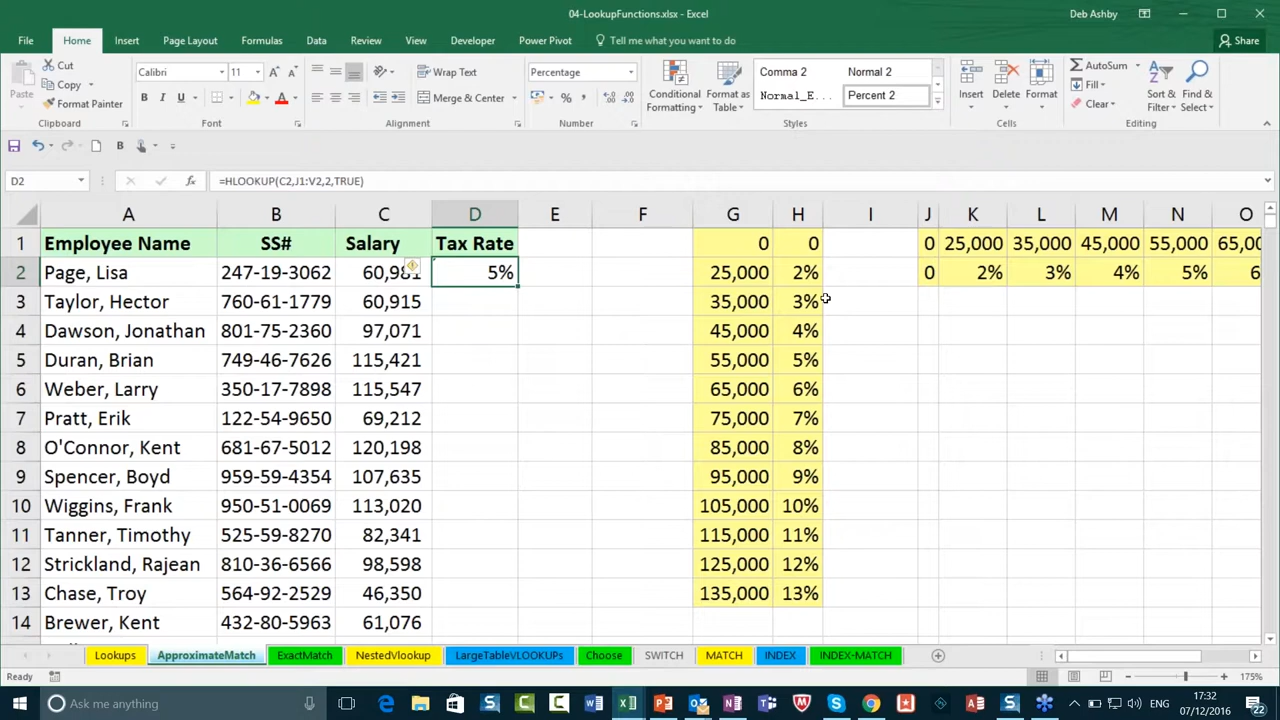 04-LookupFunctions.xlsx - Excel
Deb Ashby
File Home Insert Page Layout Formulas Data Review View Developer Power Pivot Tell me what you want to do Share
Paste Cut Copy Format Painter Clipboard
Calibri 11 B I U Font
Wrap Text Merge & Center Alignment
Percentage % Number
Conditional Formatting Format as Table
Comma 2 Normal 2
Normal_E... Percent 2
Styles
Insert Delete Format Cells
AutoSum Fill Clear Sort & Filter Find & Select Editing
B
D2 fx =HLOOKUP(C2,J1:V2,2,TRUE)
A B C D E F G H I J K L M N O
1 Employee Name SS# Salary Tax Rate 0 0 0 25,000 35,000 45,000 55,000 65,00
2 Page, Lisa 247-19-3062 60,981 5% 25,000 2% 0 2% 3% 4% 5% 6
3 Taylor, Hector 760-61-1779 60,915 35,000 3%
4 Dawson, Jonathan 801-75-2360 97,071 45,000 4%
5 Duran, Brian 749-46-7626 115,421 55,000 5%
6 Weber, Larry 350-17-7898 115,547 65,000 6%
7 Pratt, Erik 122-54-9650 69,212 75,000 7%
8 O'Connor, Kent 681-67-5012 120,198 85,000 8%
9 Spencer, Boyd 959-59-4354 107,635 95,000 9%
10 Wiggins, Frank 950-51-0069 113,020 105,000 10%
11 Tanner, Timothy 525-59-8270 82,341 115,000 11%
12 Strickland, Rajean 810-36-6566 98,598 125,000 12%
13 Chase, Troy 564-92-2529 46,350 135,000 13%
14 Brewer, Kent 432-80-5963 61,076
Lookups ApproximateMatch ExactMatch NestedVlookup LargeTableVLOOKUPs Choose SWITCH MATCH INDEX INDEX-MATCH
Ready 175%
Ask me anything
ENG 17:32
07/12/2016 22